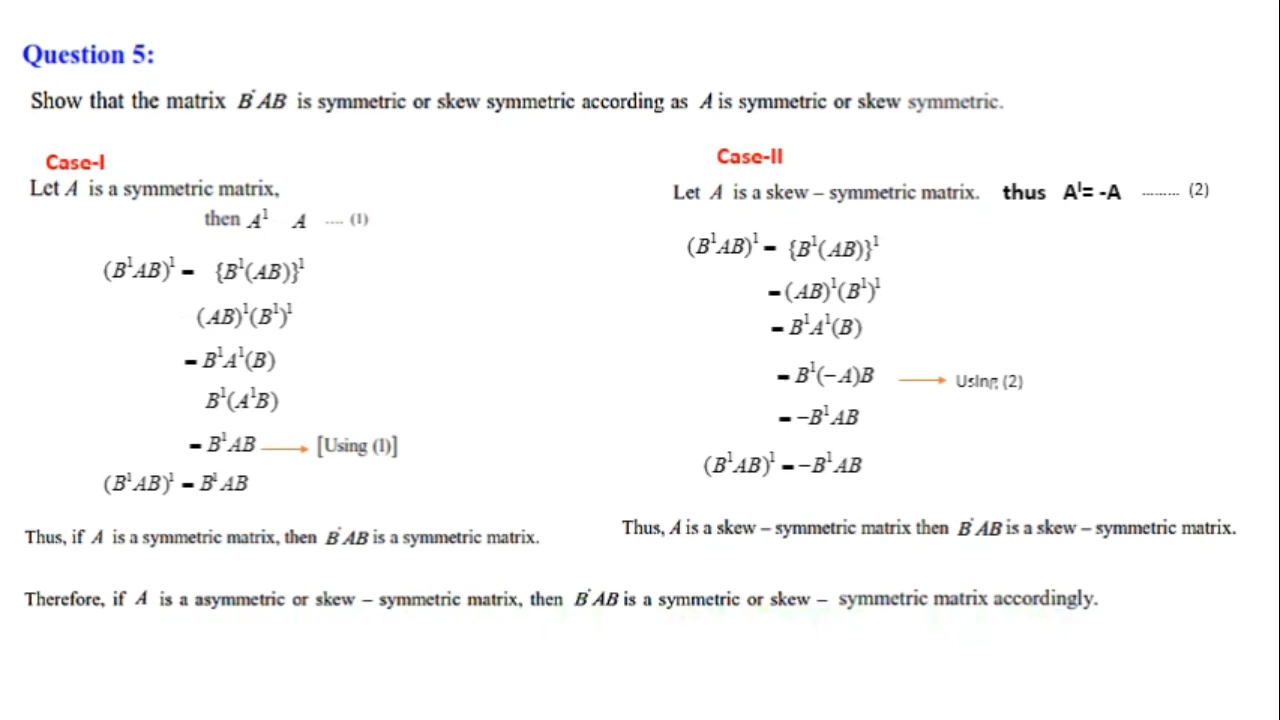 Question 5:
Show that the matrix B'AB is symmetric or skew symmetric according as A is symmetric or skew symmetric.
Case-I
Let A is a symmetric matrix,
then A¹ A .... (1)
(B¹AB)¹ = {B¹(AB)}¹
(AB)¹(B¹)¹
= B¹A¹(B)
B¹(A¹B)
= B¹AB → [Using (1)]
(B¹AB)¹ = B¹AB
Thus, if A is a symmetric matrix, then B'AB is a symmetric matrix.
Case-II
Let A is a skew – symmetric matrix. thus A¹= -A ......... (2)
(B¹AB)¹ = {B¹(AB)}¹
= (AB)¹(B¹)¹
= B¹A¹(B)
= B¹(−A)B → Using (2)
= −B¹AB
(B¹AB)¹ = −B¹AB
Thus, A is a skew – symmetric matrix then B'AB is a skew – symmetric matrix.
Therefore, if A is a asymmetric or skew – symmetric matrix, then B'AB is a symmetric or skew – symmetric matrix accordingly.